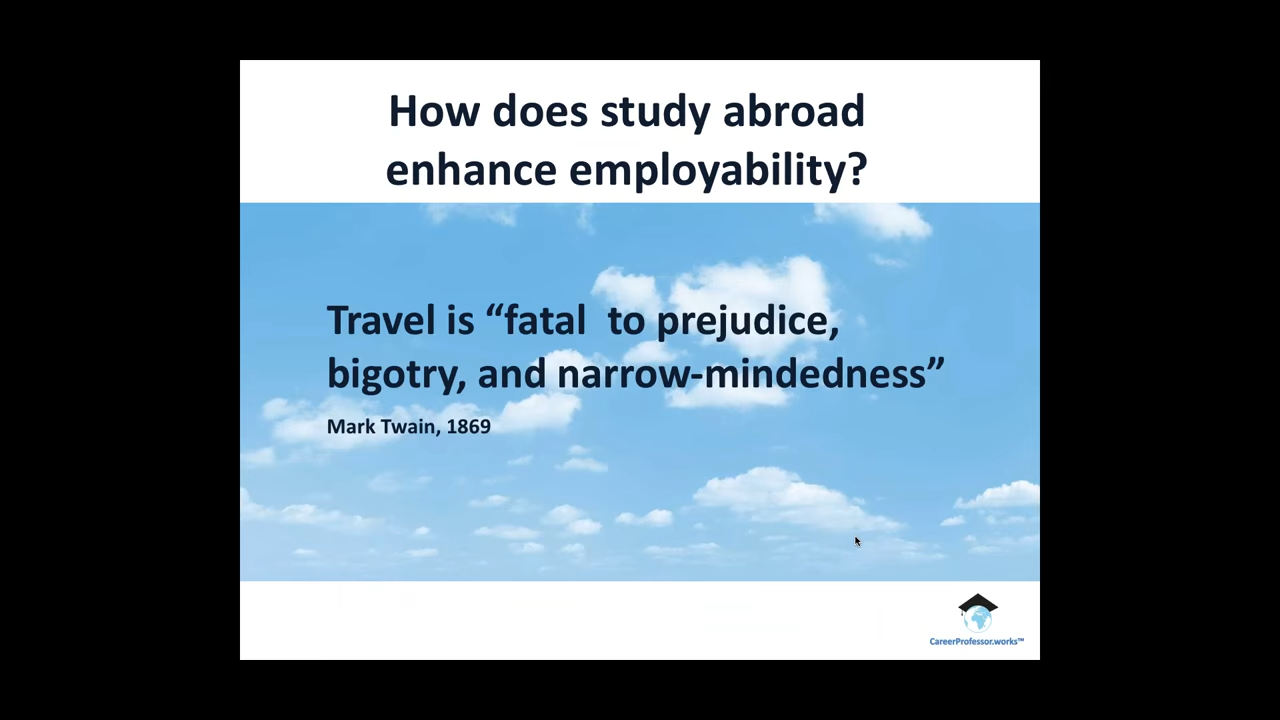 How does study abroad
enhance employability?
Travel is “fatal  to prejudice,
bigotry, and narrow-mindedness”
Mark Twain, 1869
CareerProfessor.works™